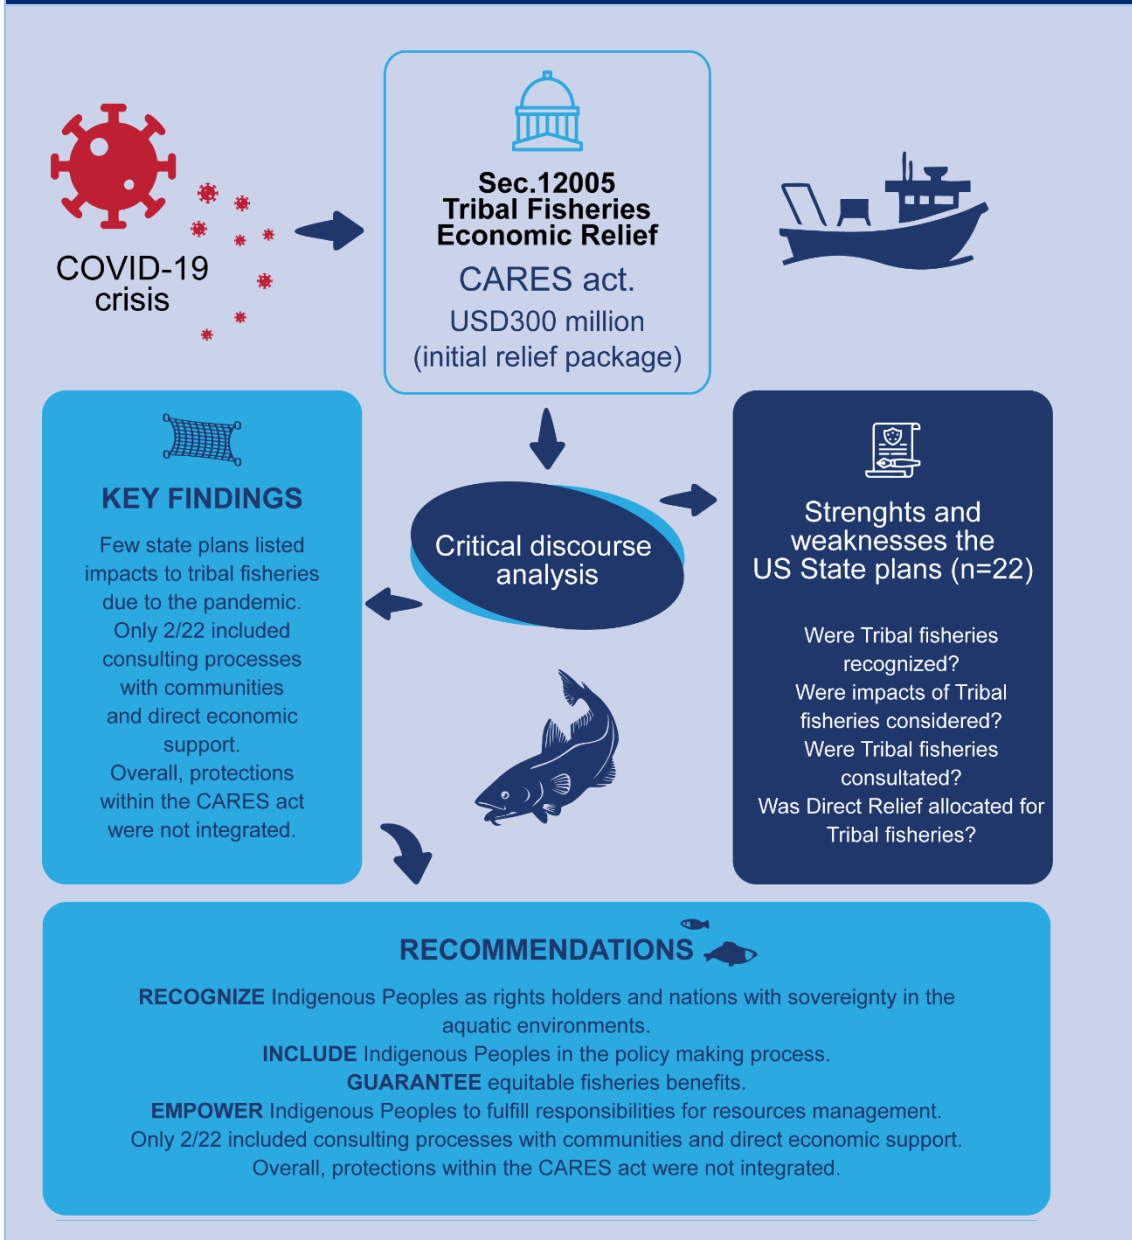 COVID-19
crisis
Sec.12005
Tribal Fisheries
Economic Relief
CARES act.
USD300 million
(initial relief package)
Critical discourse
analysis
KEY FINDINGS
Few state plans listed
impacts to tribal fisheries
due to the pandemic.
Only 2/22 included
consulting processes
with communities
and direct economic
support.
Overall, protections
within the CARES act
were not integrated.
Strenghts and
weaknesses the
US State plans (n=22)
Were Tribal fisheries
recognized?
Were impacts of Tribal
fisheries considered?
Were Tribal fisheries
consultated?
Was Direct Relief allocated for
Tribal fisheries?
RECOMMENDATIONS
RECOGNIZE Indigenous Peoples as rights holders and nations with sovereignty in the
aquatic environments.
INCLUDE Indigenous Peoples in the policy making process.
GUARANTEE equitable fisheries benefits.
EMPOWER Indigenous Peoples to fulfill responsibilities for resources management.
Only 2/22 included consulting processes with communities and direct economic support.
Overall, protections within the CARES act were not integrated.